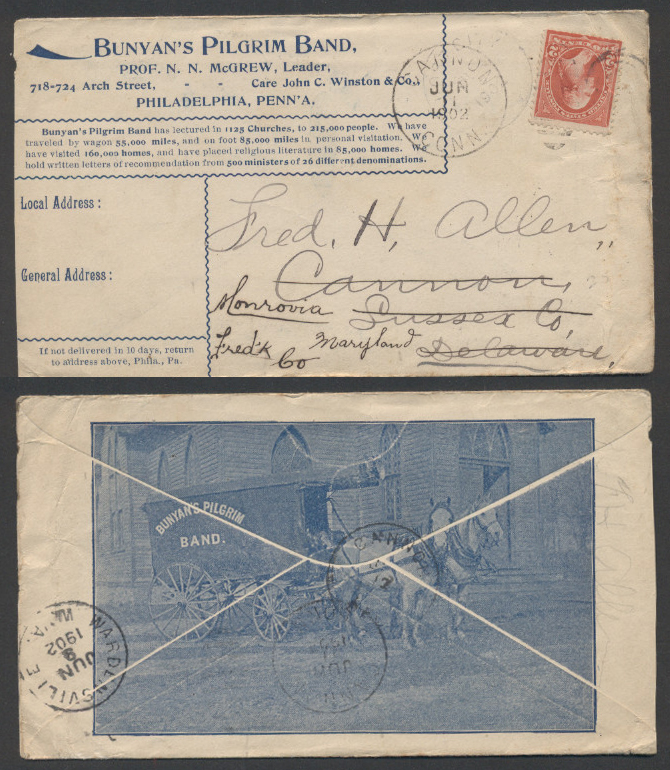 BUNYAN'S PILGRIM BAND,
PROF. N. N. McGREW, Leader,
718-724 Arch Street, - - Care John C. Winston & Co.,
PHILADELPHIA, PENN'A.
Bunyan's Pilgrim Band has lectured in 1125 Churches, to 215,000 people. We have
traveled by wagon 55,000 miles, and on foot 85,000 miles in personal visitation. We
have visited 160,000 homes, and have placed religious literature in 85,000 homes. We
hold written letters of recommendation from 500 ministers of 26 different denominations.
JUN
1902
CONN
Local Address:
General Address:
If not delivered in 10 days, return
to address above, Phila., Pa.
Fred, H, Allen,
Cannon,
Monrovia Sussex Co,
Fred'k Maryland Delaware,
Co
BUNYAN'S PILGRIM
BAND.
WARDENSVILLE
JUN
8
1902
W.VA.